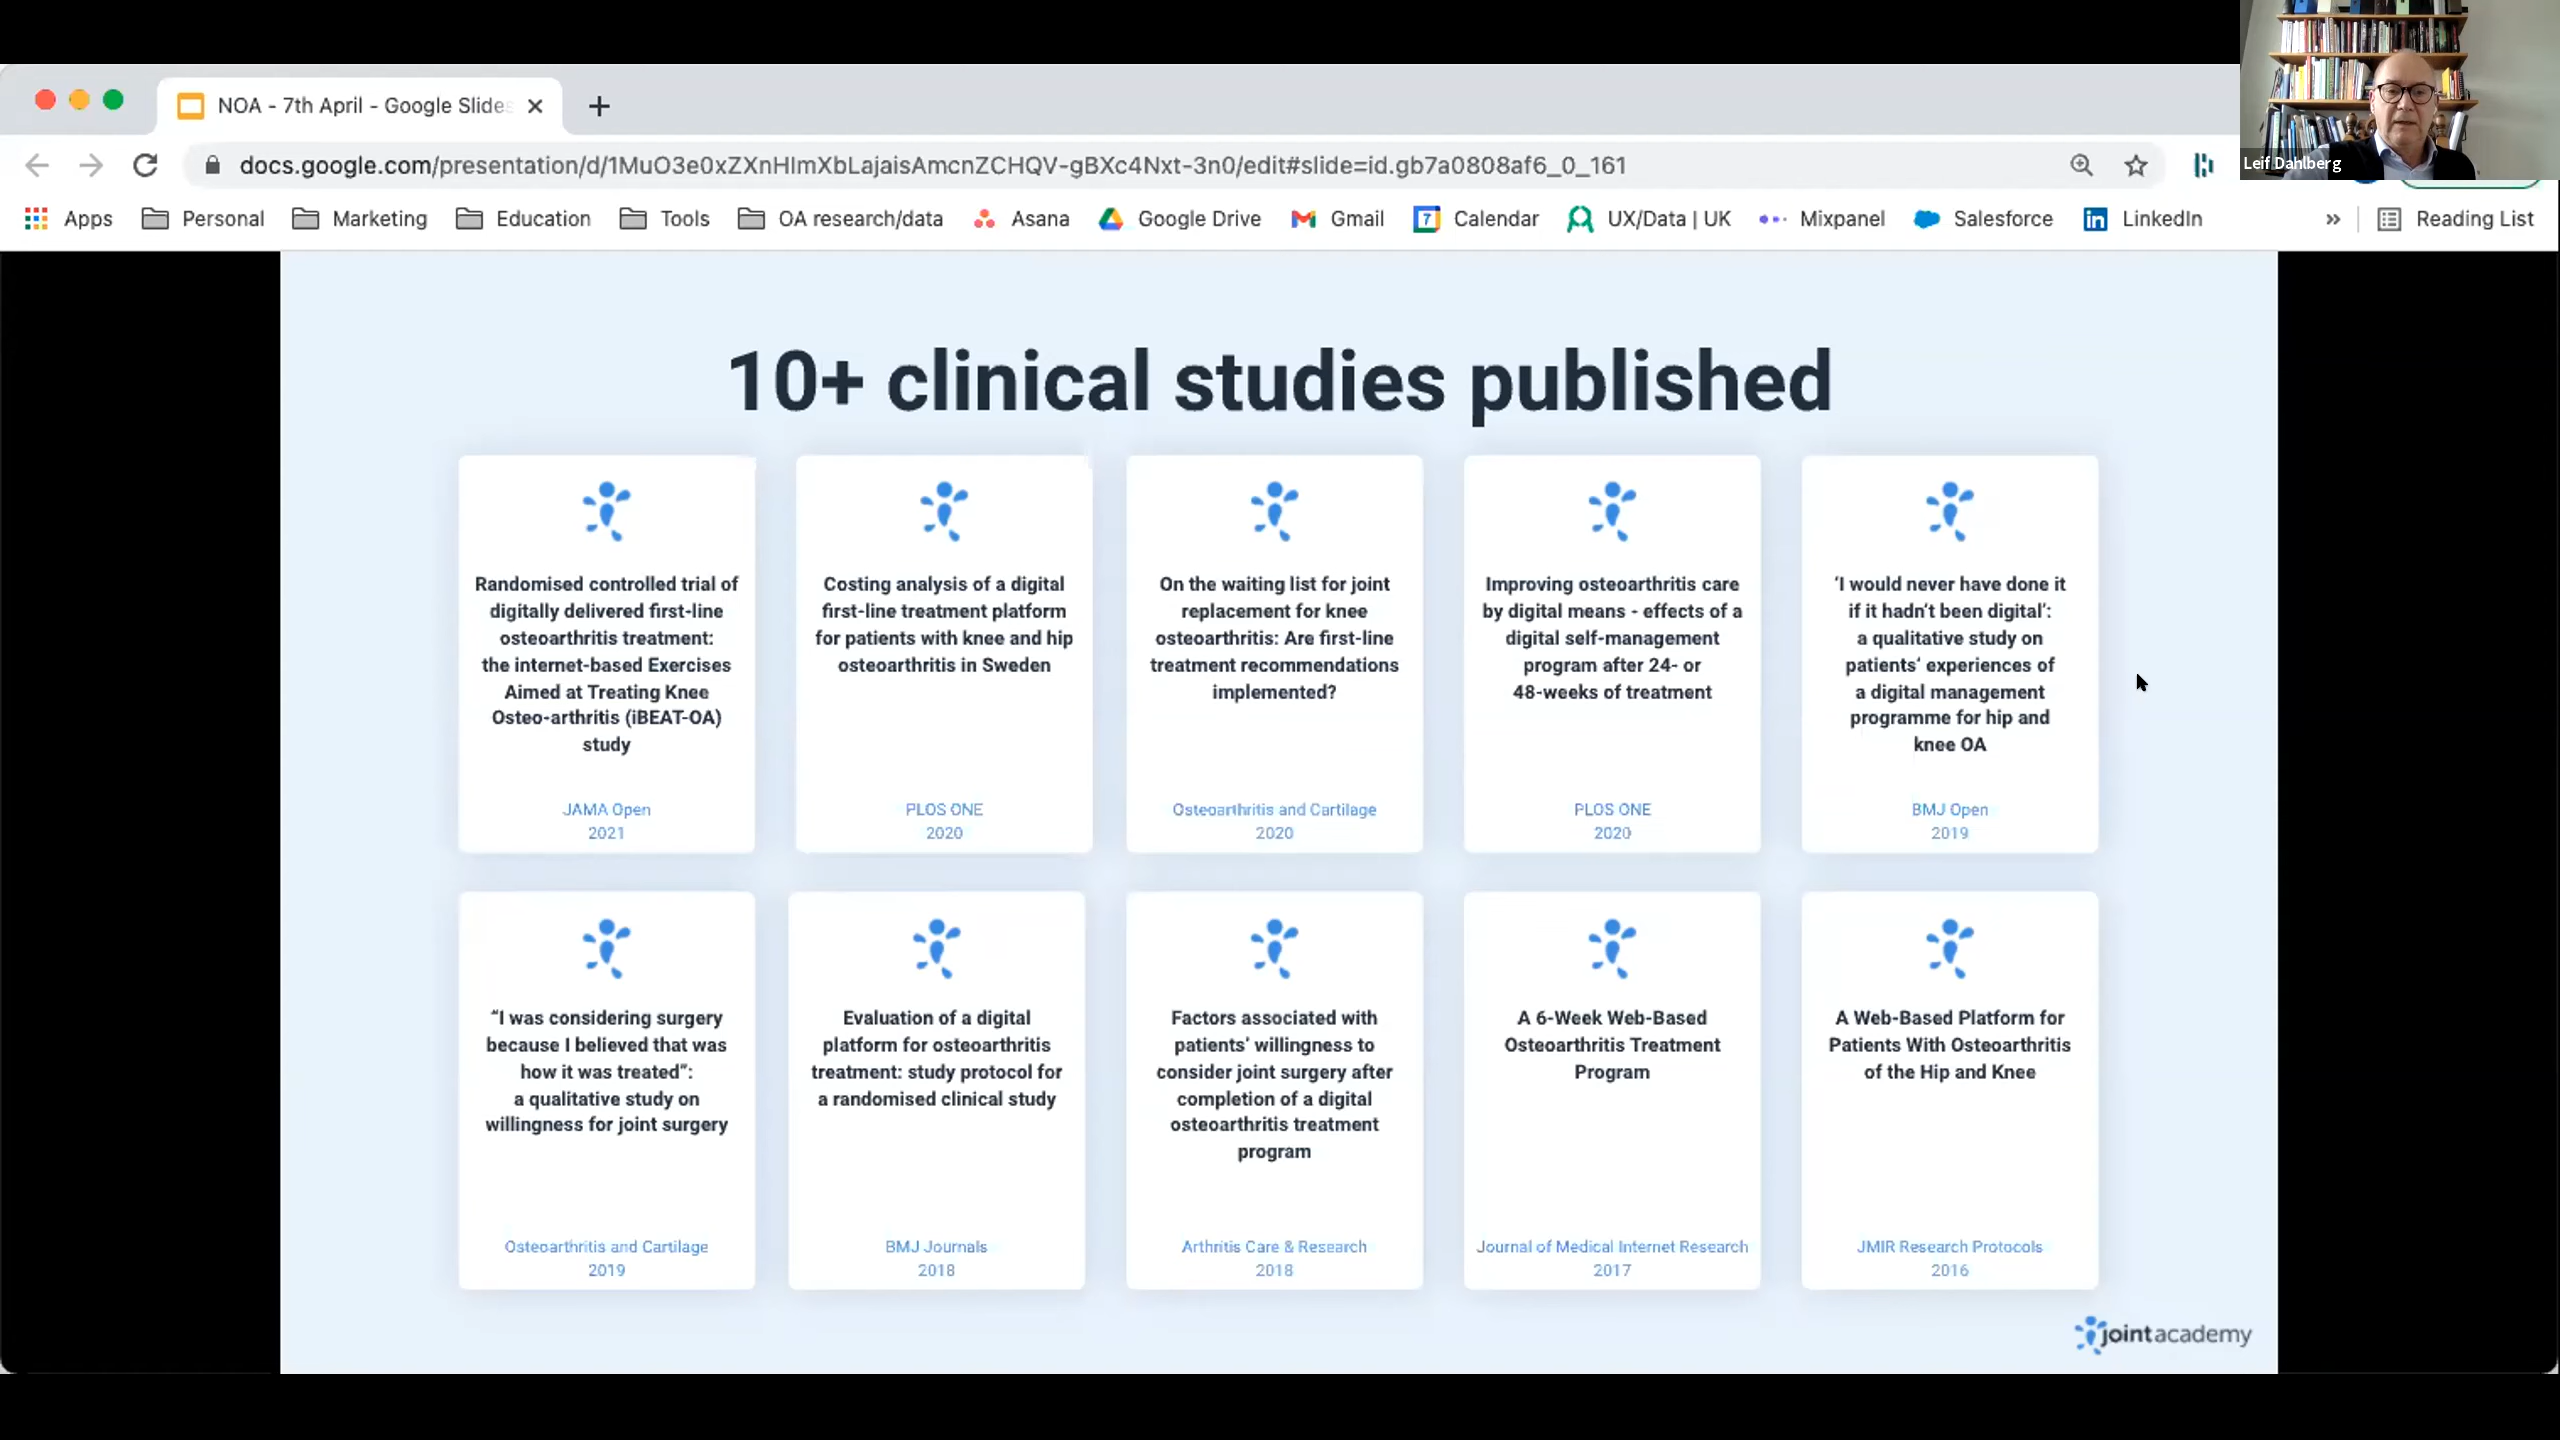 Leif Dahlberg
NOA - 7th April - Google Slides
docs.google.com/presentation/d/1MuO3e0xZXnHImXbLajaisAmcnZCHQV-gBXc4Nxt-3n0/edit#slide=id.gb7a0808af6_0_161
Apps Personal Marketing Education Tools OA research/data Asana Google Drive Gmail 7 Calendar UX/Data | UK Mixpanel Salesforce LinkedIn » Reading List
10+ clinical studies published
Randomised controlled trial of
digitally delivered first-line
osteoarthritis treatment:
the internet-based Exercises
Aimed at Treating Knee
Osteo-arthritis (iBEAT-OA)
study
JAMA Open
2021
Costing analysis of a digital
first-line treatment platform
for patients with knee and hip
osteoarthritis in Sweden
PLOS ONE
2020
On the waiting list for joint
replacement for knee
osteoarthritis: Are first-line
treatment recommendations
implemented?
Osteoarthritis and Cartilage
2020
Improving osteoarthritis care
by digital means - effects of a
digital self-management
program after 24- or
48-weeks of treatment
PLOS ONE
2020
‘I would never have done it
if it hadn’t been digital’:
a qualitative study on
patients’ experiences of
a digital management
programme for hip and
knee OA
BMJ Open
2019
“I was considering surgery
because I believed that was
how it was treated”:
a qualitative study on
willingness for joint surgery
Osteoarthritis and Cartilage
2019
Evaluation of a digital
platform for osteoarthritis
treatment: study protocol for
a randomised clinical study
BMJ Journals
2018
Factors associated with
patients’ willingness to
consider joint surgery after
completion of a digital
osteoarthritis treatment
program
Arthritis Care & Research
2018
A 6-Week Web-Based
Osteoarthritis Treatment
Program
Journal of Medical Internet Research
2017
A Web-Based Platform for
Patients With Osteoarthritis
of the Hip and Knee
JMIR Research Protocols
2016
jointacademy